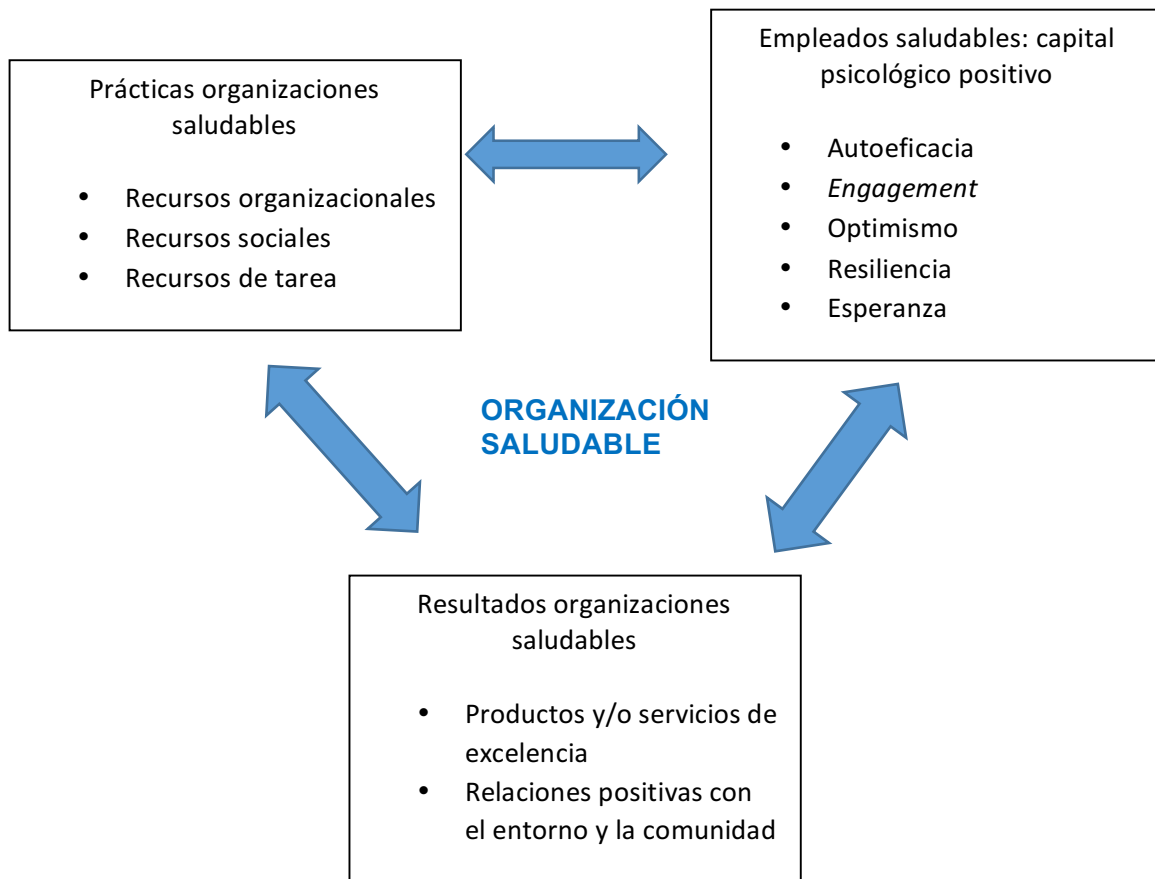 Prácticas organizaciones
saludables
• Recursos organizacionales
• Recursos sociales
• Recursos de tarea
Empleados saludables: capital
psicológico positivo
• Autoeficacia
• Engagement
• Optimismo
• Resiliencia
• Esperanza
ORGANIZACIÓN
SALUDABLE
Resultados organizaciones
saludables
• Productos y/o servicios de
excelencia
• Relaciones positivas con
el entorno y la comunidad